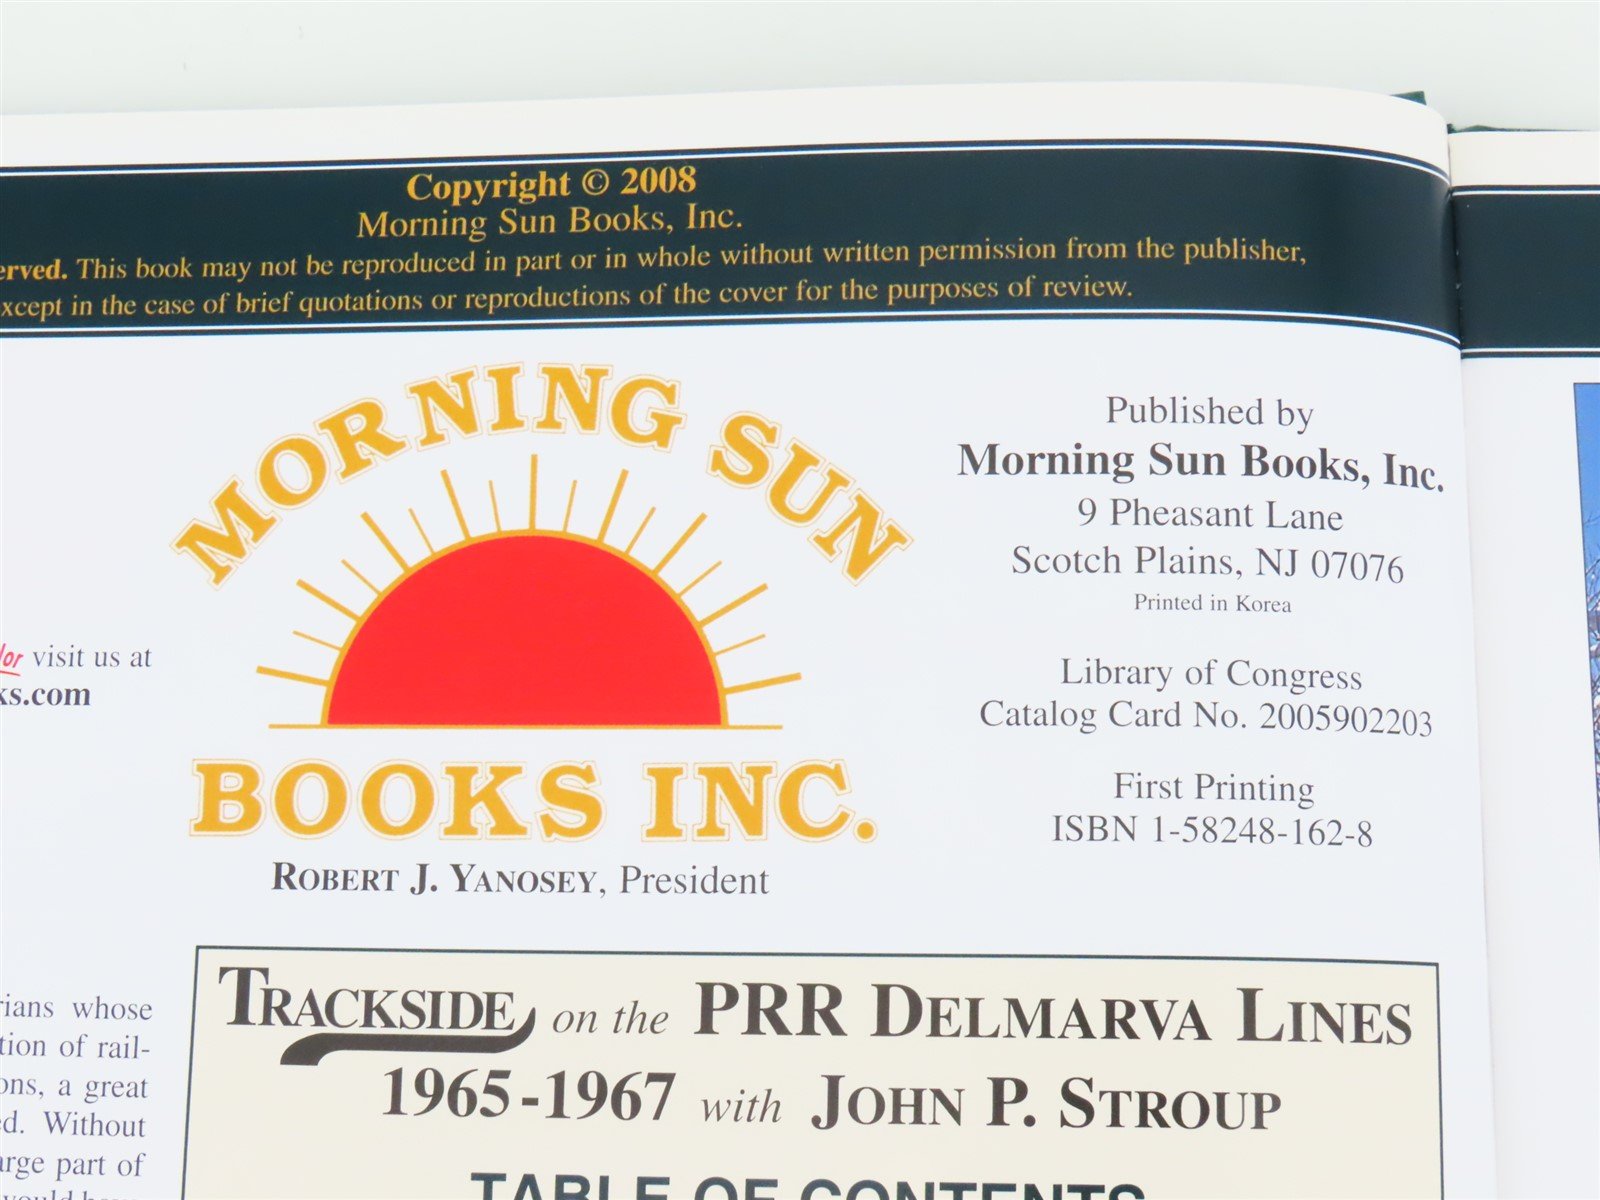 Copyright © 2008
Morning Sun Books, Inc.
This book may not be reproduced in part or in whole without written permission from the publisher,
in the case of brief quotations or reproductions of the cover for the purposes of review.
MORNING SUN
BOOKS INC.
ROBERT J. YANOSEY, President
Published by
Morning Sun Books, Inc.
9 Pheasant Lane
Scotch Plains, NJ 07076
Printed in Korea
Library of Congress
Catalog Card No. 2005902203
First Printing
ISBN 1-58248-162-8
visit us at
ks.com
whose
tion of rail-
ons, a great
ed. Without
arge part of
TRACKSIDE on the PRR DELMARVA LINES
1965-1967 with JOHN P. STROUP
TABLE OF CONTENTS